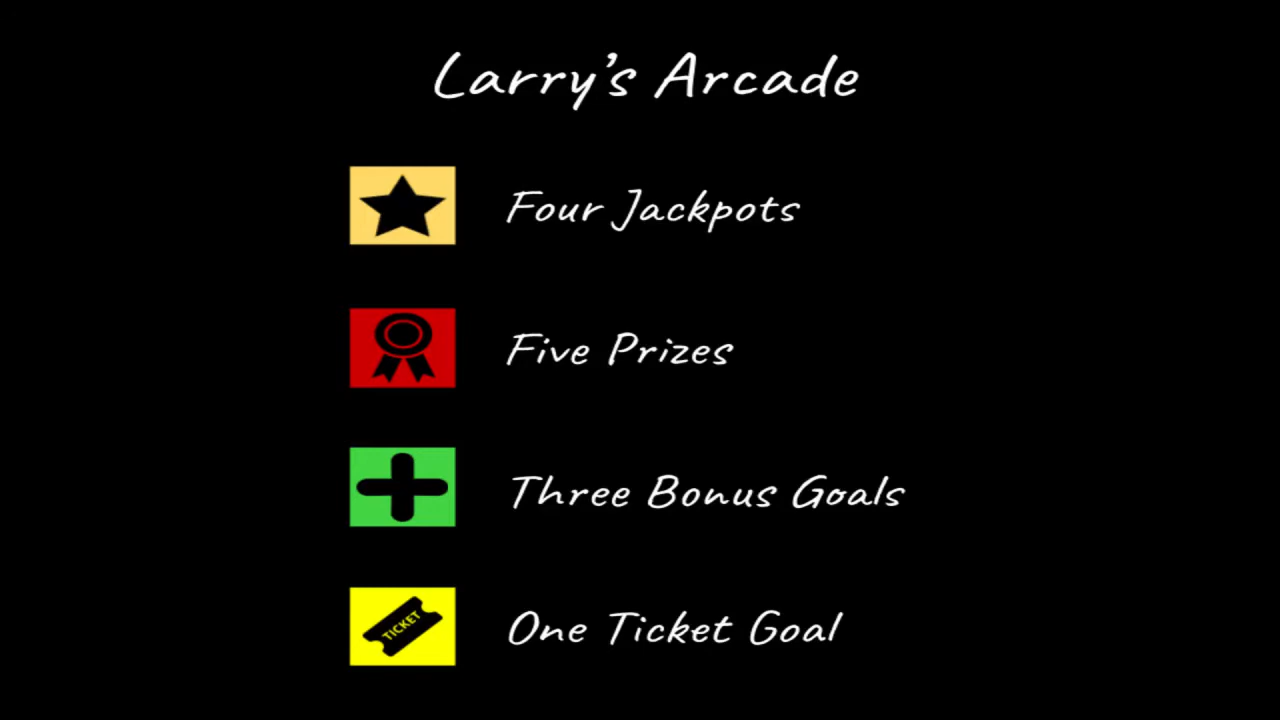 Larry’s Arcade
Four Jackpots
Five Prizes
Three Bonus Goals
TICKET
One Ticket Goal